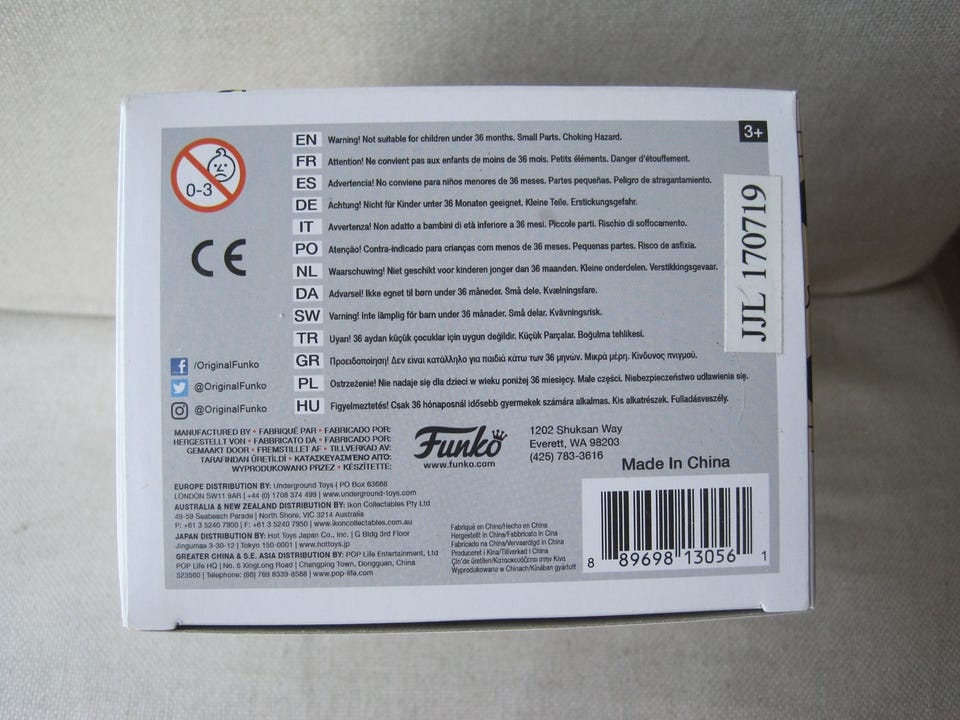 0-3
CE
EN Warning! Not suitable for children under 36 months. Small Parts. Choking Hazard.
FR Attention! Ne convient pas aux enfants de moins de 36 mois. Petits éléments. Danger d'étouffement.
ES Advertencia! No conviene para niños menores de 36 meses. Partes pequeñas. Peligro de atragantamiento.
DE Achtung! Nicht für Kinder unter 36 Monaten geeignet. Kleine Teile. Erstickungsgefahr.
IT Avvertenza! Non adatto a bambini di età inferiore a 36 mesi. Piccole parti. Rischio di soffocamento.
PO Atenção! Contra-indicado para crianças com menos de 36 meses. Pequenas partes. Risco de asfixia.
NL Waarschuwing! Niet geschikt voor kinderen jonger dan 36 maanden. Kleine onderdelen. Verstikkingsgevaar.
DA Advarsel! Ikke egnet til børn under 36 måneder. Små dele. Kvælningsfare.
SW Varning! Inte lämplig för barn under 36 månader. Små delar. Kvävningsrisk.
TR Uyarı! 36 aydan küçük çocuklar için uygun değildir. Küçük Parçalar. Boğulma tehlikesi.
GR Προειδοποίηση! Δεν είναι κατάλληλο για παιδιά κάτω των 36 μηνών. Μικρά μέρη. Κίνδυνος πνιγμού.
PL Ostrzeżenie! Nie nadaje się dla dzieci w wieku poniżej 36 miesięcy. Małe części. Niebezpieczeństwo udławienia się.
HU Figyelmeztetés! Csak 36 hónaposnál idősebb gyermekek számára alkalmas. Kis alkatrészek. Fulladásveszély.
3+
JJL 170719
/OriginalFunko
@OriginalFunko
@OriginalFunko
MANUFACTURED BY • FABRIQUÉ PAR • FABRICADO POR:
HERGESTELLT VON • FABBRICATO DA • FABRICADO POR:
GEMAAKT DOOR • FREMSTILLET AF • TILLVERKAD AV:
TARAFINDAN ÜRETİLDİ • ΚΑΤΑΣΚΕΥΑΣΜΕΝΟ ΑΠΟ:
WYPRODUKOWANO PRZEZ • KÉSZÍTETTE:
Funko
www.funko.com
1202 Shuksan Way
Everett, WA 98203
(425) 783-3616
Made In China
EUROPE DISTRIBUTION BY: Underground Toys | PO Box 63668
LONDON SW11 9AR | +44 (0) 1708 374 499 | www.underground-toys.com
AUSTRALIA & NEW ZEALAND DISTRIBUTION BY: Ikon Collectables Pty Ltd
49-59 Seabeach Parade | North Shore, VIC 3214 Australia
P: +61 3 5240 7900 | F: +61 3 5240 7950 | www.ikoncollectables.com.au
JAPAN DISTRIBUTION BY: Hot Toys Japan Co., Inc. | G Bldg 3rd Floor
Jingumae 3-30-12 | Tokyo 150-0001 | www.hottoys.jp
GREATER CHINA & S.E. ASIA DISTRIBUTION BY: POP Life Entertainment, Ltd
POP Life HQ | No. 6 XingLong Road | Changping Town, Dongguan, China
523560 | Telephone: (86) 769 8339-8568 | www.pop-life.com
Fabriqué en Chine/Hecho en China
Hergestellt in China/Fabbricato in Cina
Fabricado na China/Vervaardigd in China
Produceret i Kina/Tillverkad i China
Çin'de üretilen/Κατασκευάζεται στην Κίνα
Wyprodukowano w Chinach/Kínában gyártott
8 89698 13056 1